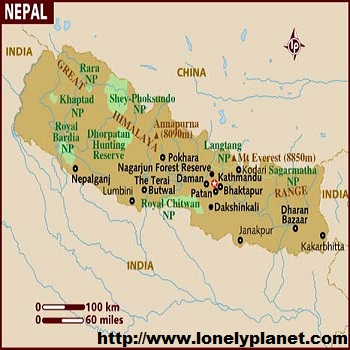 NEPAL
INDIA
Rara
NP
GREAT
CHINA
Khaptad
NP
Shey-Phoksundo
NP
HIMALAYA
Annapurna
(8090m)
Royal
Bardia
NP
Dhorpatan
Hunting
Reserve
Langtang
NP
Mt Everest (8850m)
Pokhara
Nagarjun Forest Reserve
Kodari
Sagarmatha
NP
Nepalganj
The Terai
Daman
Kathmandu
RANGE
Lumbini
Butwal
Patan
Bhaktapur
Royal Chitwan
NP
Dakshinkali
Dharan
Bazaar
INDIA
Janakpur
Kakarbhitta
INDIA
INDIA
0 100 km
0 60 miles
http://www.lonelyplanet.com